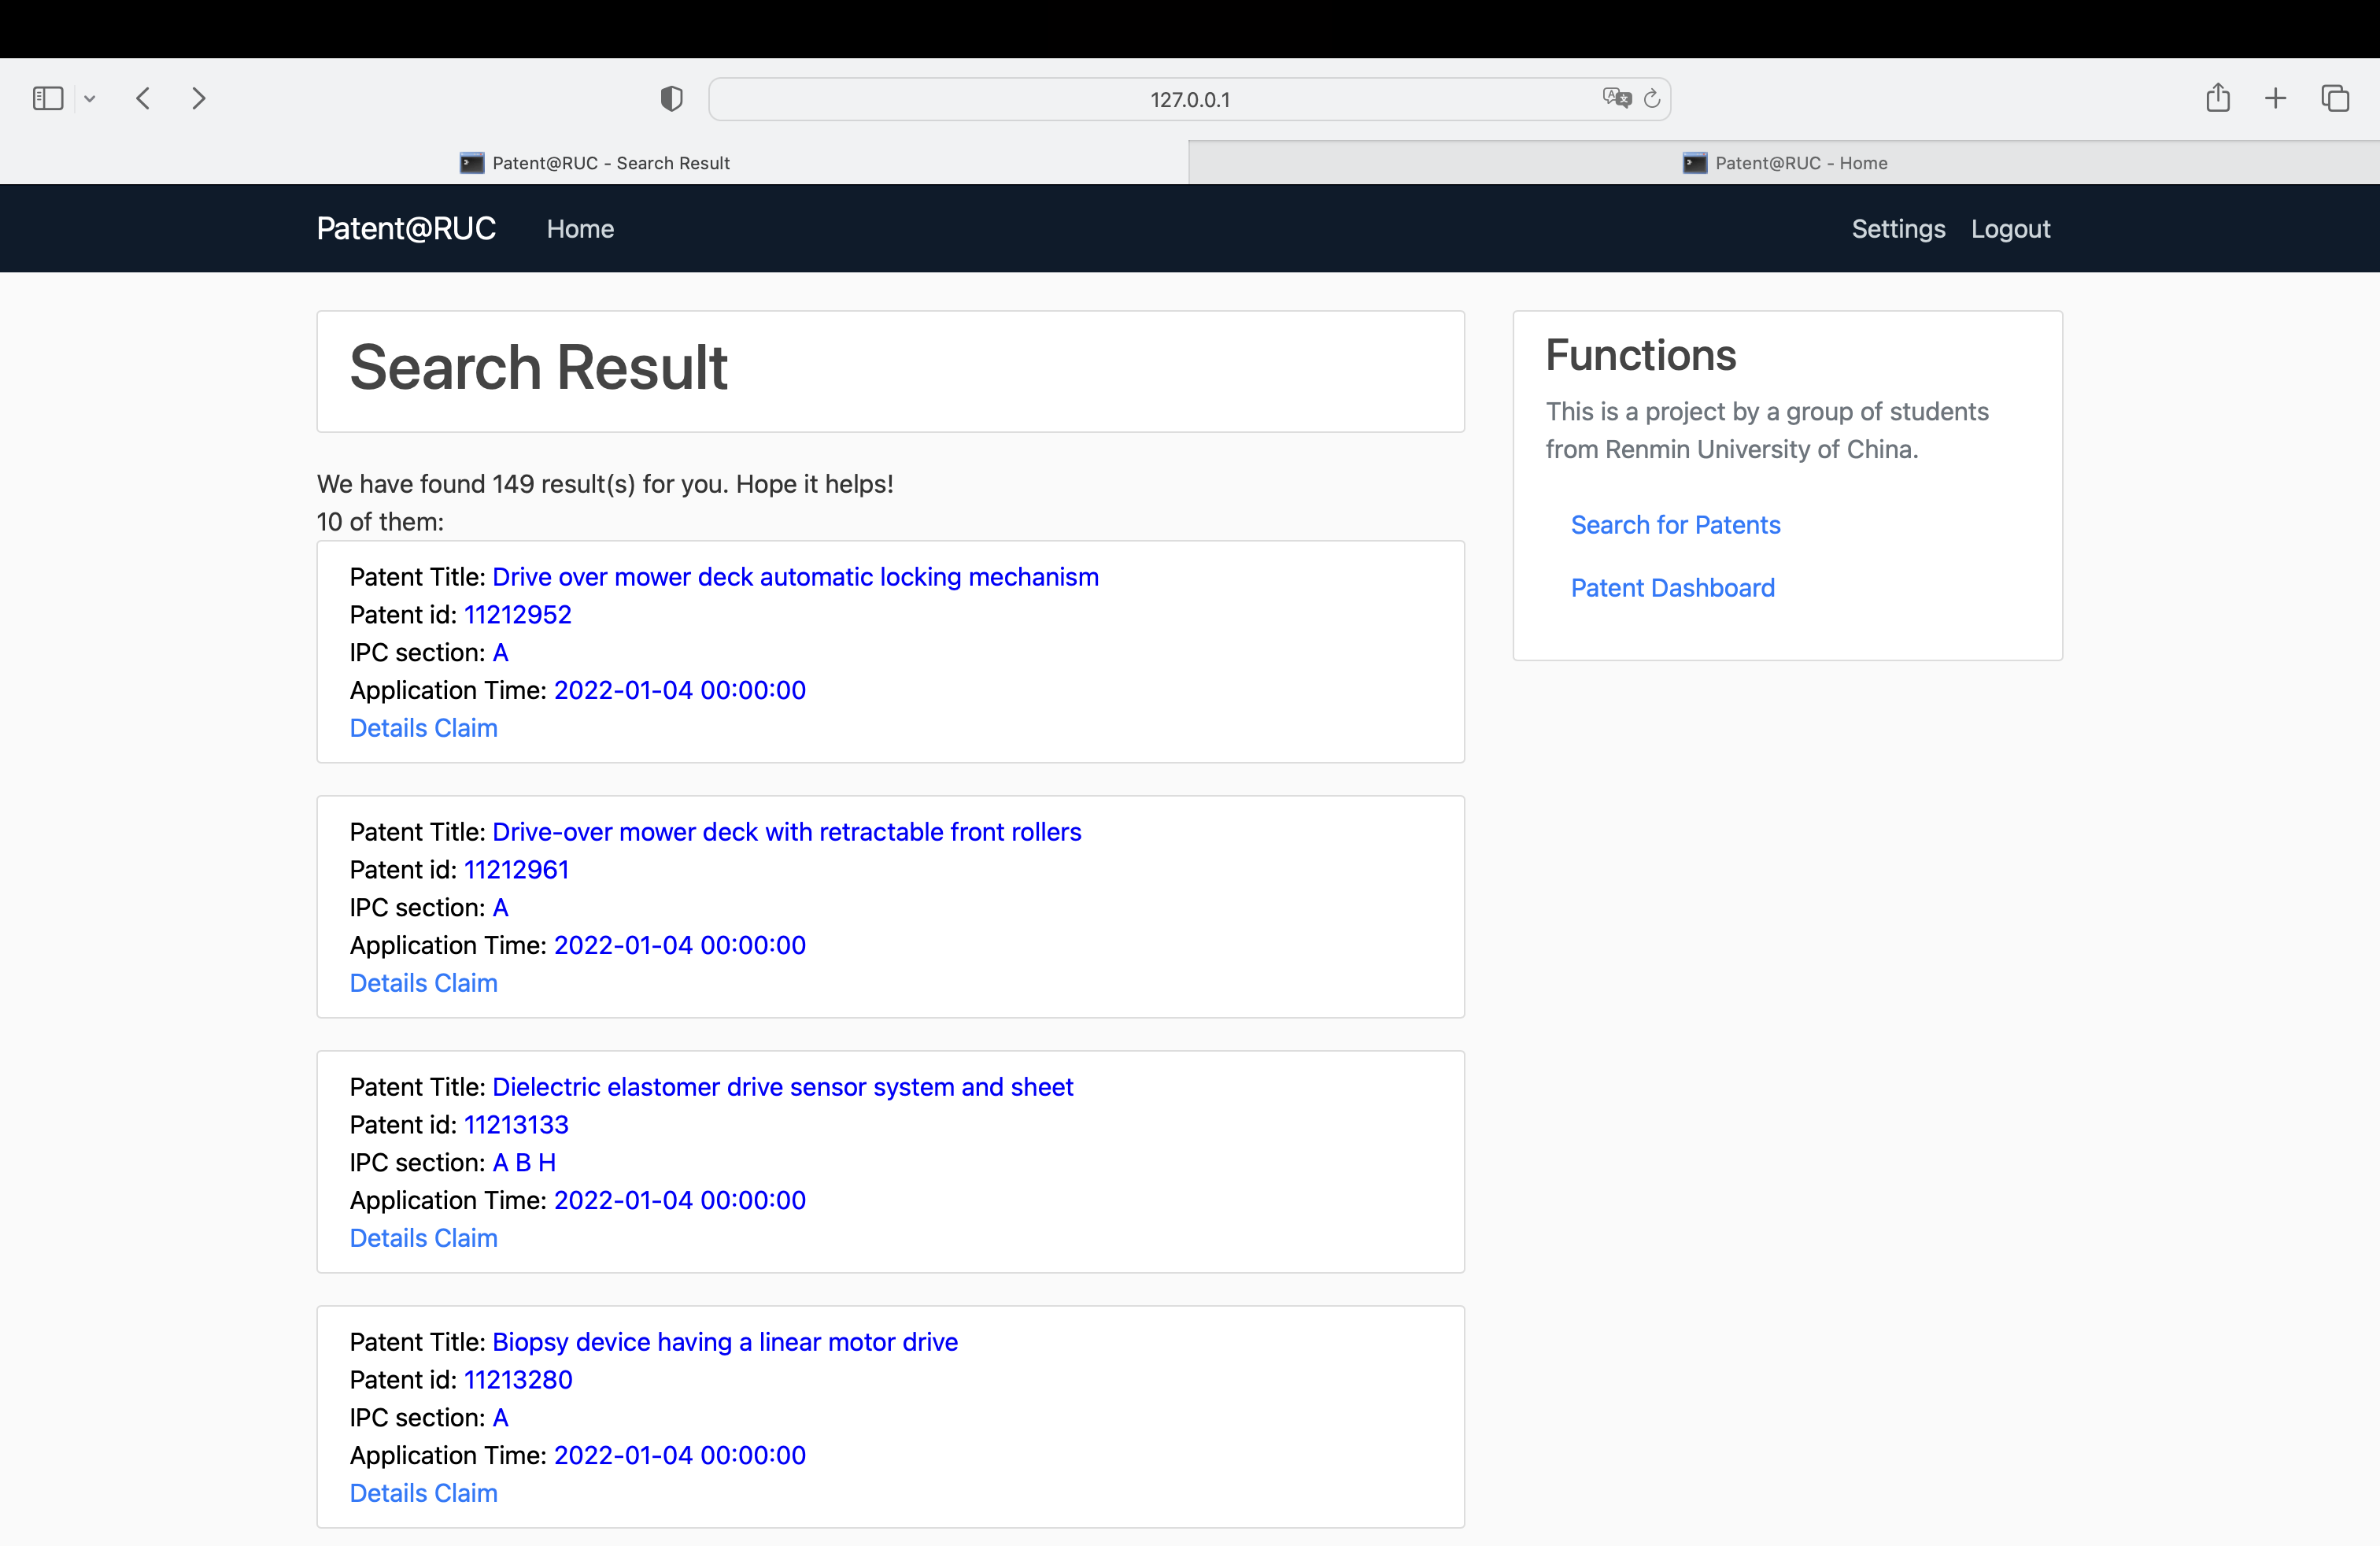 127.0.0.1
Patent@RUC - Search Result
Patent@RUC - Home
Patent@RUC Home Settings Logout
Search Result
We have found 149 result(s) for you. Hope it helps!
10 of them:
Patent Title: Drive over mower deck automatic locking mechanism
Patent id: 11212952
IPC section: A
Application Time: 2022-01-04 00:00:00
Details Claim
Patent Title: Drive-over mower deck with retractable front rollers
Patent id: 11212961
IPC section: A
Application Time: 2022-01-04 00:00:00
Details Claim
Patent Title: Dielectric elastomer drive sensor system and sheet
Patent id: 11213133
IPC section: A B H
Application Time: 2022-01-04 00:00:00
Details Claim
Patent Title: Biopsy device having a linear motor drive
Patent id: 11213280
IPC section: A
Application Time: 2022-01-04 00:00:00
Details Claim
Functions
This is a project by a group of students
from Renmin University of China.
Search for Patents
Patent Dashboard